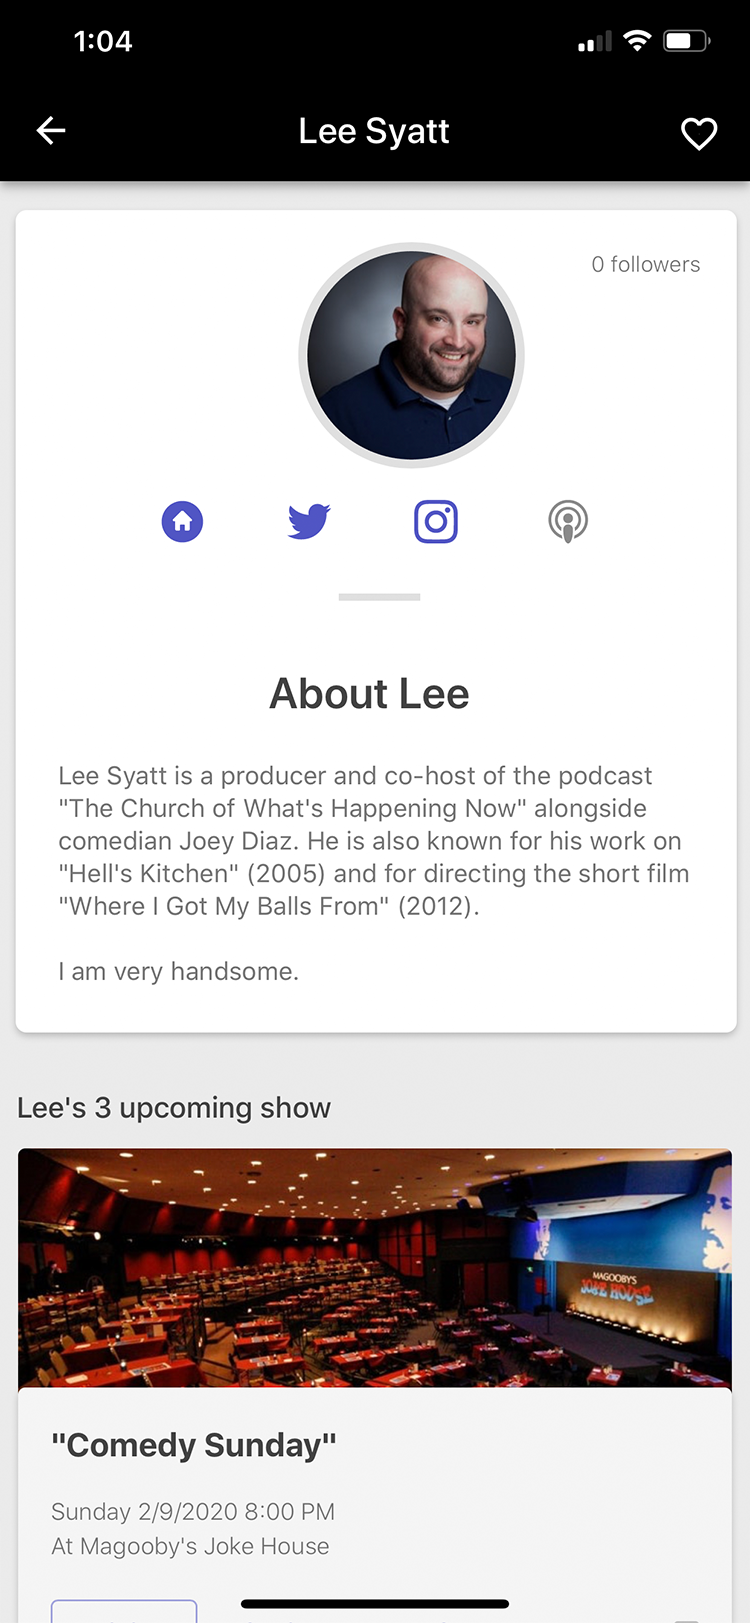 1:04
Lee Syatt
0 followers
About Lee
Lee Syatt is a producer and co-host of the podcast
"The Church of What's Happening Now" alongside
comedian Joey Diaz. He is also known for his work on
"Hell's Kitchen" (2005) and for directing the short film
"Where I Got My Balls From" (2012).
I am very handsome.
Lee's 3 upcoming show
MAGOOBYS
JOKE HOUSE
"Comedy Sunday"
Sunday 2/9/2020 8:00 PM
At Magooby's Joke House